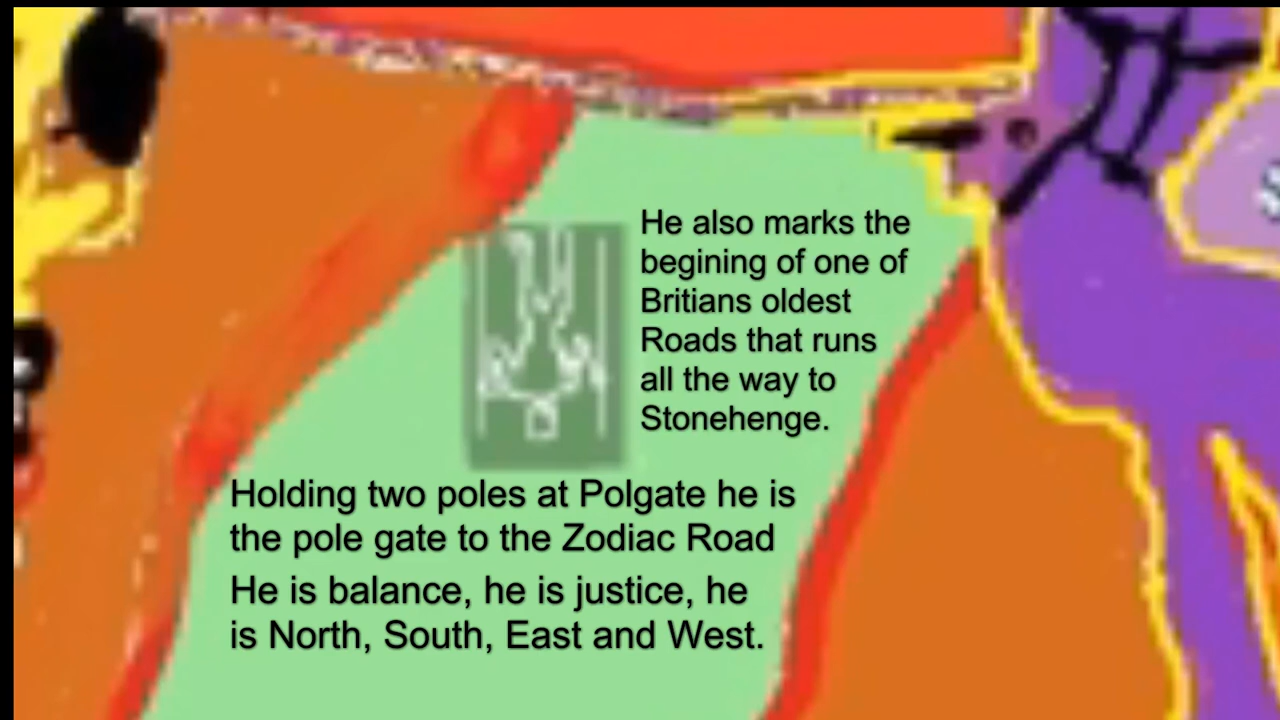 He also marks the
begining of one of
Britians oldest
Roads that runs
all the way to
Stonehenge.
Holding two poles at Polgate he is
the pole gate to the Zodiac Road
He is balance, he is justice, he
is North, South, East and West.